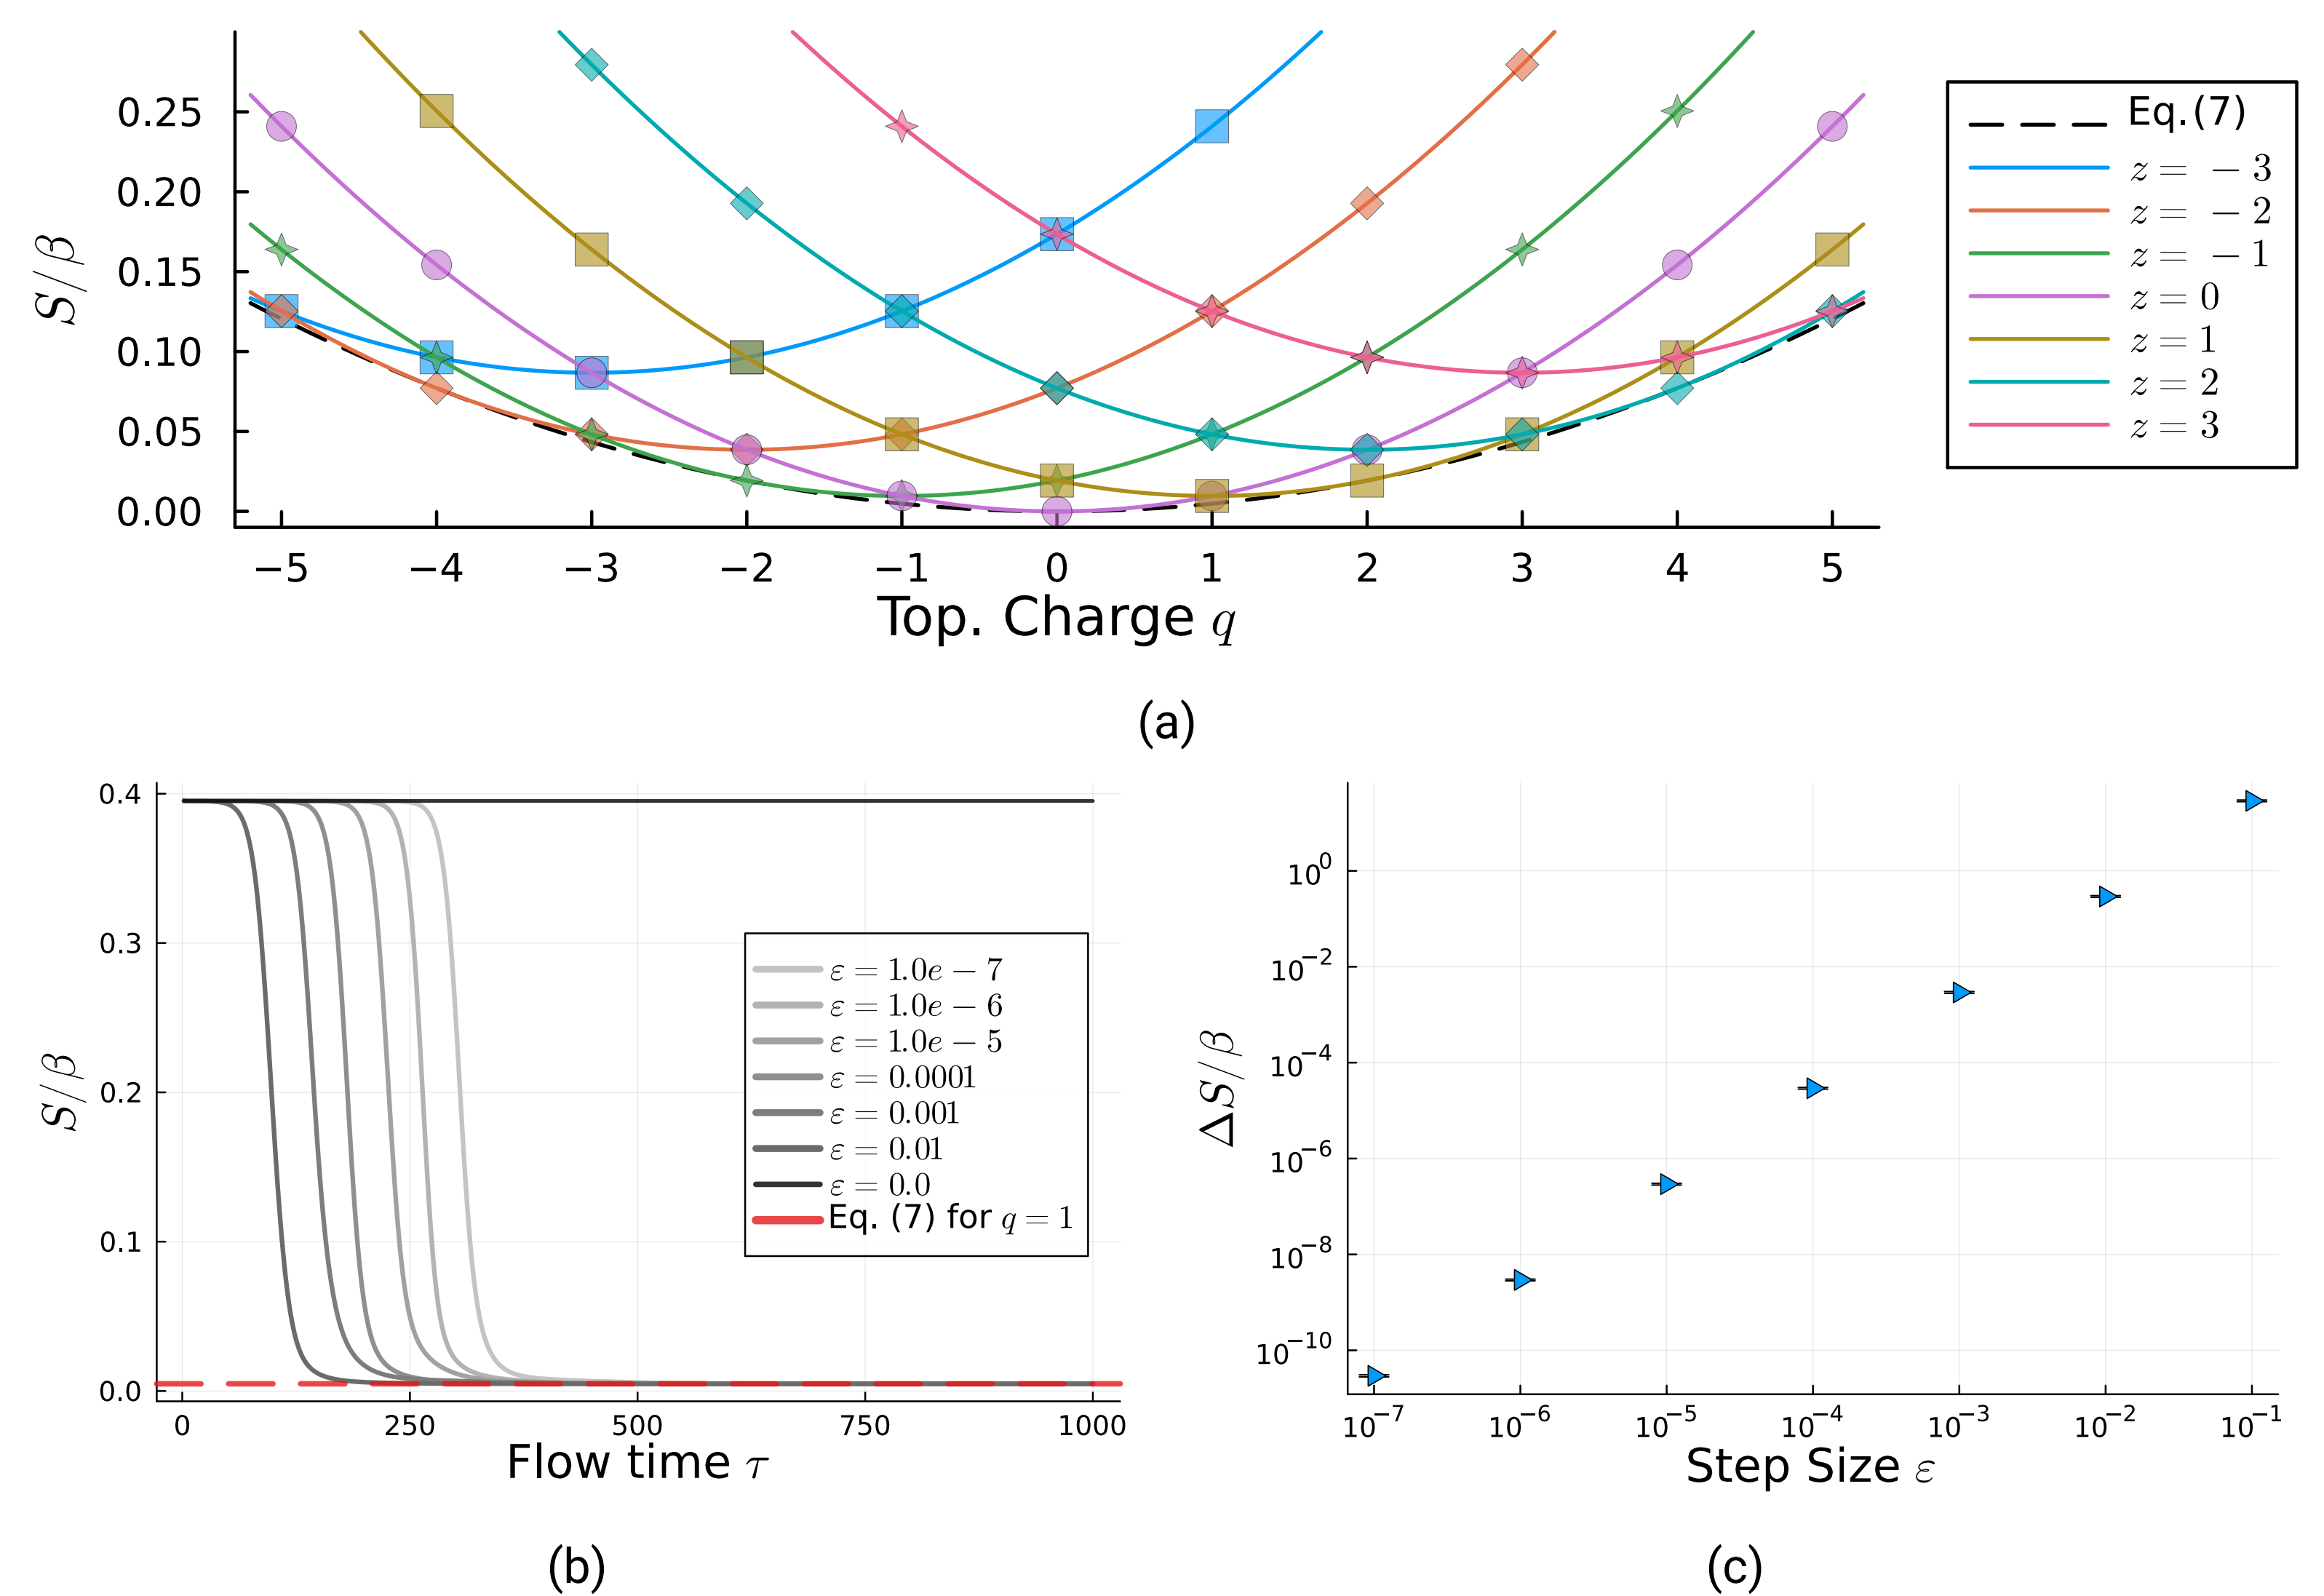 0.25
0.20
0.15
0.10
0.05
0.00
S/β
−5 −4 −3 −2 −1 0 1 2 3 4 5
Top. Charge q
Eq.(7)
z = − 3
z = − 2
z = − 1
z = 0
z = 1
z = 2
z = 3
(a)
0.4
0.3
0.2
0.1
0.0
S/β
0 250 500 750 1000
Flow time τ
ε = 1.0e − 7
ε = 1.0e − 6
ε = 1.0e − 5
ε = 0.0001
ε = 0.001
ε = 0.01
ε = 0.0
Eq. (7) for q = 1
(b)
10⁰
10⁻²
10⁻⁴
10⁻⁶
10⁻⁸
10⁻¹⁰
ΔS/β
10⁻⁷ 10⁻⁶ 10⁻⁵ 10⁻⁴ 10⁻³ 10⁻² 10⁻¹
Step Size ε
(c)